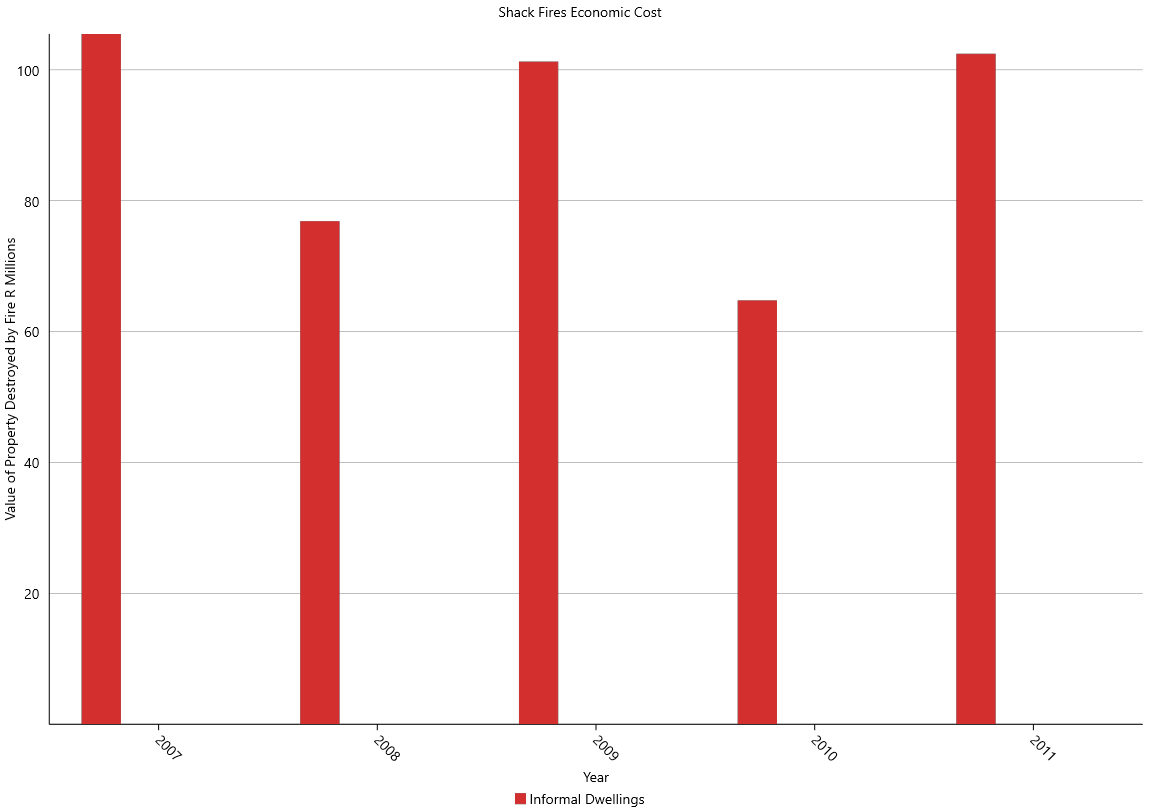 Shack Fires Economic Cost
Value of Property Destroyed by Fire R Millions
100
80
60
40
20
2007
2008
2009
2010
2011
Year
Informal Dwellings